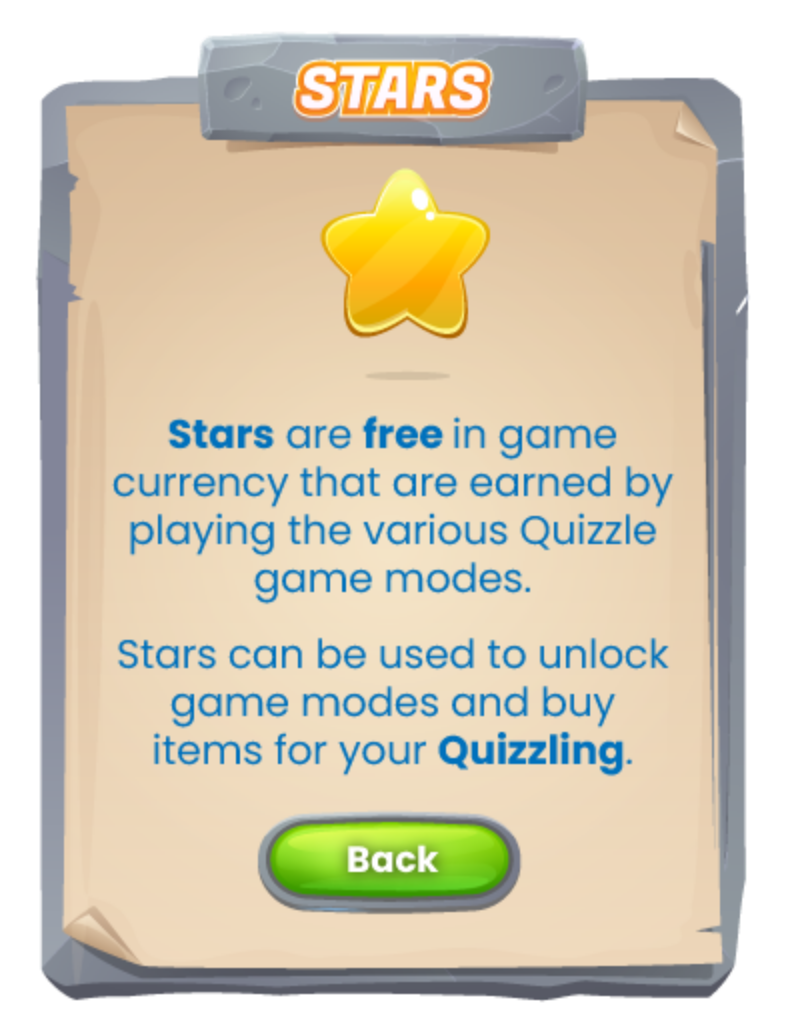 STARS
Stars are free in game
currency that are earned by
playing the various Quizzle
game modes.
Stars can be used to unlock
game modes and buy
items for your Quizzling.
Back